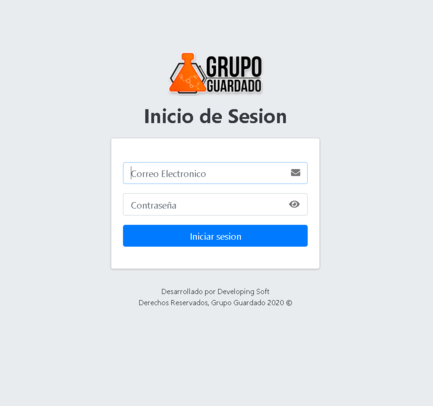 GRUPO
GUARDADO
Inicio de Sesion
Correo Electronico
Contraseña
Iniciar sesion
Desarrollado por Developing Soft
Derechos Reservados, Grupo Guardado 2020 ©